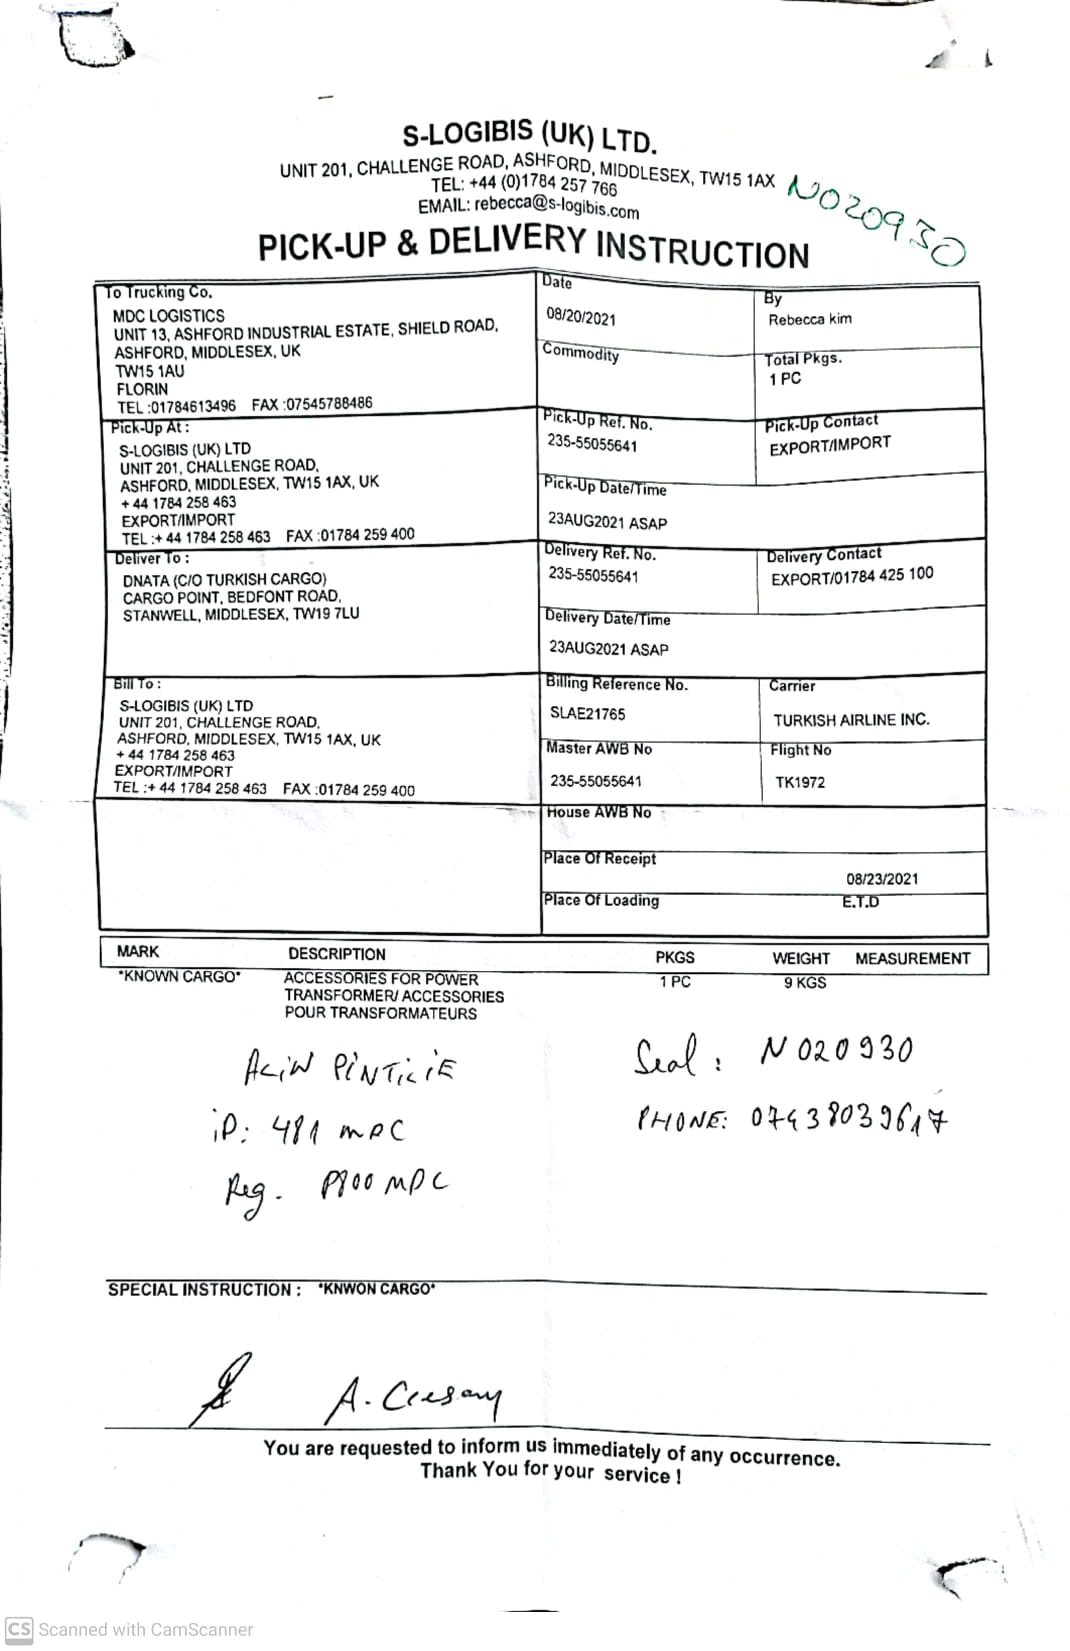 S-LOGIBIS (UK) LTD.
UNIT 201, CHALLENGE ROAD, ASHFORD, MIDDLESEX, TW15 1AX
TEL: +44 (0)1784 257 766
EMAIL: rebecca@s-logibis.com
N020930
PICK-UP & DELIVERY INSTRUCTION
To Trucking Co.
MDC LOGISTICS
UNIT 13, ASHFORD INDUSTRIAL ESTATE, SHIELD ROAD,
ASHFORD, MIDDLESEX, UK
TW15 1AU
FLORIN
TEL :01784613496 FAX :07545788486
Date
08/20/2021
By
Rebecca kim
Commodity
Total Pkgs.
1 PC
Pick-Up At :
S-LOGIBIS (UK) LTD
UNIT 201, CHALLENGE ROAD,
ASHFORD, MIDDLESEX, TW15 1AX, UK
+ 44 1784 258 463
EXPORT/IMPORT
TEL :+ 44 1784 258 463 FAX :01784 259 400
Pick-Up Ref. No.
235-55055641
Pick-Up Contact
EXPORT/IMPORT
Pick-Up Date/Time
23AUG2021 ASAP
Deliver To :
DNATA (C/O TURKISH CARGO)
CARGO POINT, BEDFONT ROAD,
STANWELL, MIDDLESEX, TW19 7LU
Delivery Ref. No.
235-55055641
Delivery Contact
EXPORT/01784 425 100
Delivery Date/Time
23AUG2021 ASAP
Bill To :
S-LOGIBIS (UK) LTD
UNIT 201, CHALLENGE ROAD,
ASHFORD, MIDDLESEX, TW15 1AX, UK
+ 44 1784 258 463
EXPORT/IMPORT
TEL :+ 44 1784 258 463 FAX :01784 259 400
Billing Reference No.
SLAE21765
Carrier
TURKISH AIRLINE INC.
Master AWB No
235-55055641
Flight No
TK1972
House AWB No
Place Of Receipt
08/23/2021
Place Of Loading
E.T.D
MARK DESCRIPTION PKGS WEIGHT MEASUREMENT
*KNOWN CARGO* ACCESSORIES FOR POWER 1 PC 9 KGS
TRANSFORMER/ ACCESSORIES
POUR TRANSFORMATEURS
ALIN PINTILIE
Seal : N020930
iD: 481 MDC
PHONE: 07438039617
Reg. P800 MDC
SPECIAL INSTRUCTION : *KNWON CARGO*
A. Ceesay
You are requested to inform us immediately of any occurrence.
Thank You for your service !
CS Scanned with CamScanner